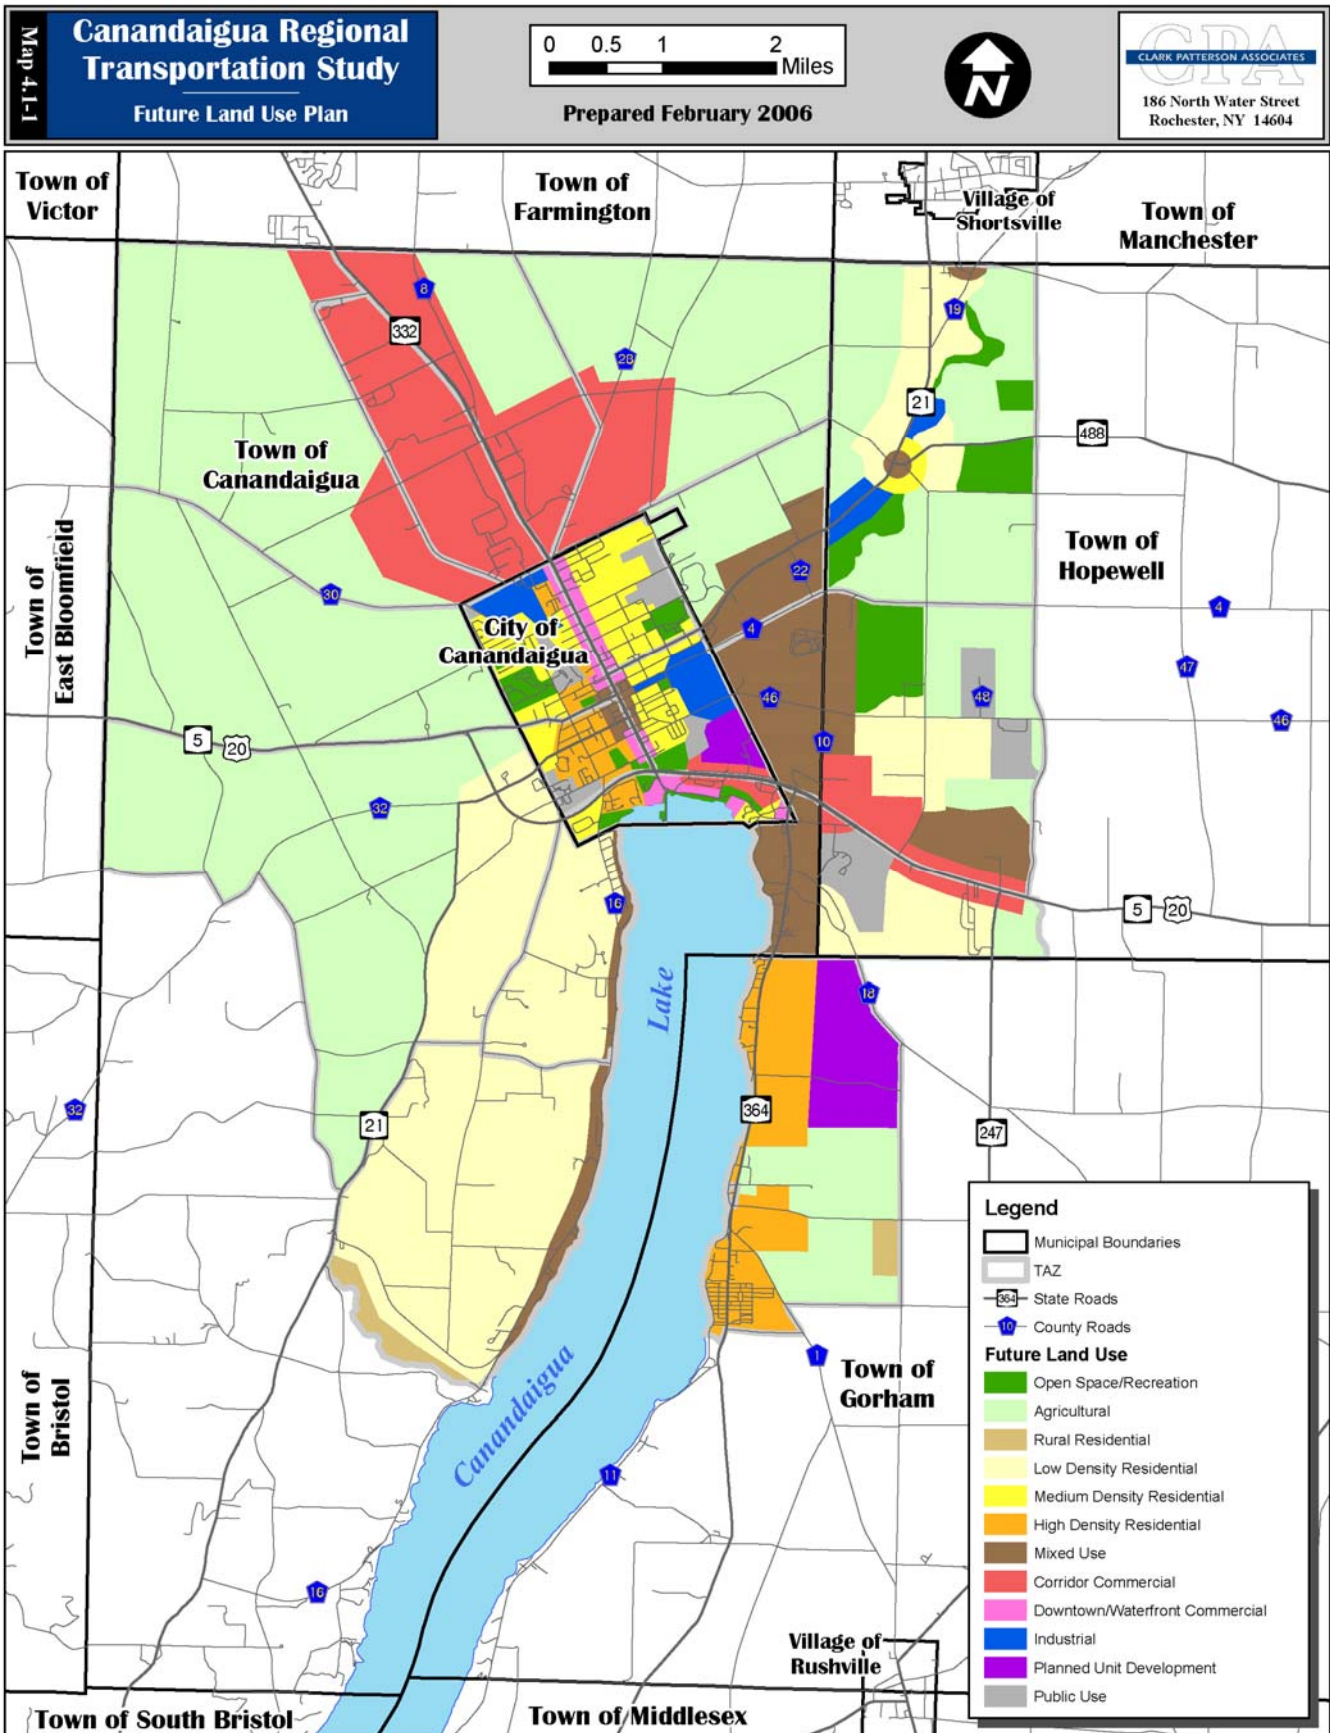 Map 4.1-1
Canandaigua Regional
Transportation Study
Future Land Use Plan
0 0.5 1 2
Miles
Prepared February 2006
N
CPA
CLARK PATTERSON ASSOCIATES
186 North Water Street
Rochester, NY 14604
Town of
Victor
Town of
Farmington
Village of
Shortsville
Town of
Manchester
8
19
332
28
21
488
Town of
Canandaigua
Town of
East Bloomfield
Town of
Hopewell
22
30
4
4
City of
Canandaigua
47
46
48
46
5
20
10
32
16
5
20
Lake
18
32
21
364
247
Legend
Municipal Boundaries
TAZ
364
State Roads
10
County Roads
Future Land Use
Open Space/Recreation
Agricultural
Rural Residential
Low Density Residential
Medium Density Residential
High Density Residential
Mixed Use
Corridor Commercial
Downtown/Waterfront Commercial
Industrial
Planned Unit Development
Public Use
1
Town of
Gorham
Canandaigua
Town of
Bristol
11
16
Village of
Rushville
Town of South Bristol
Town of Middlesex